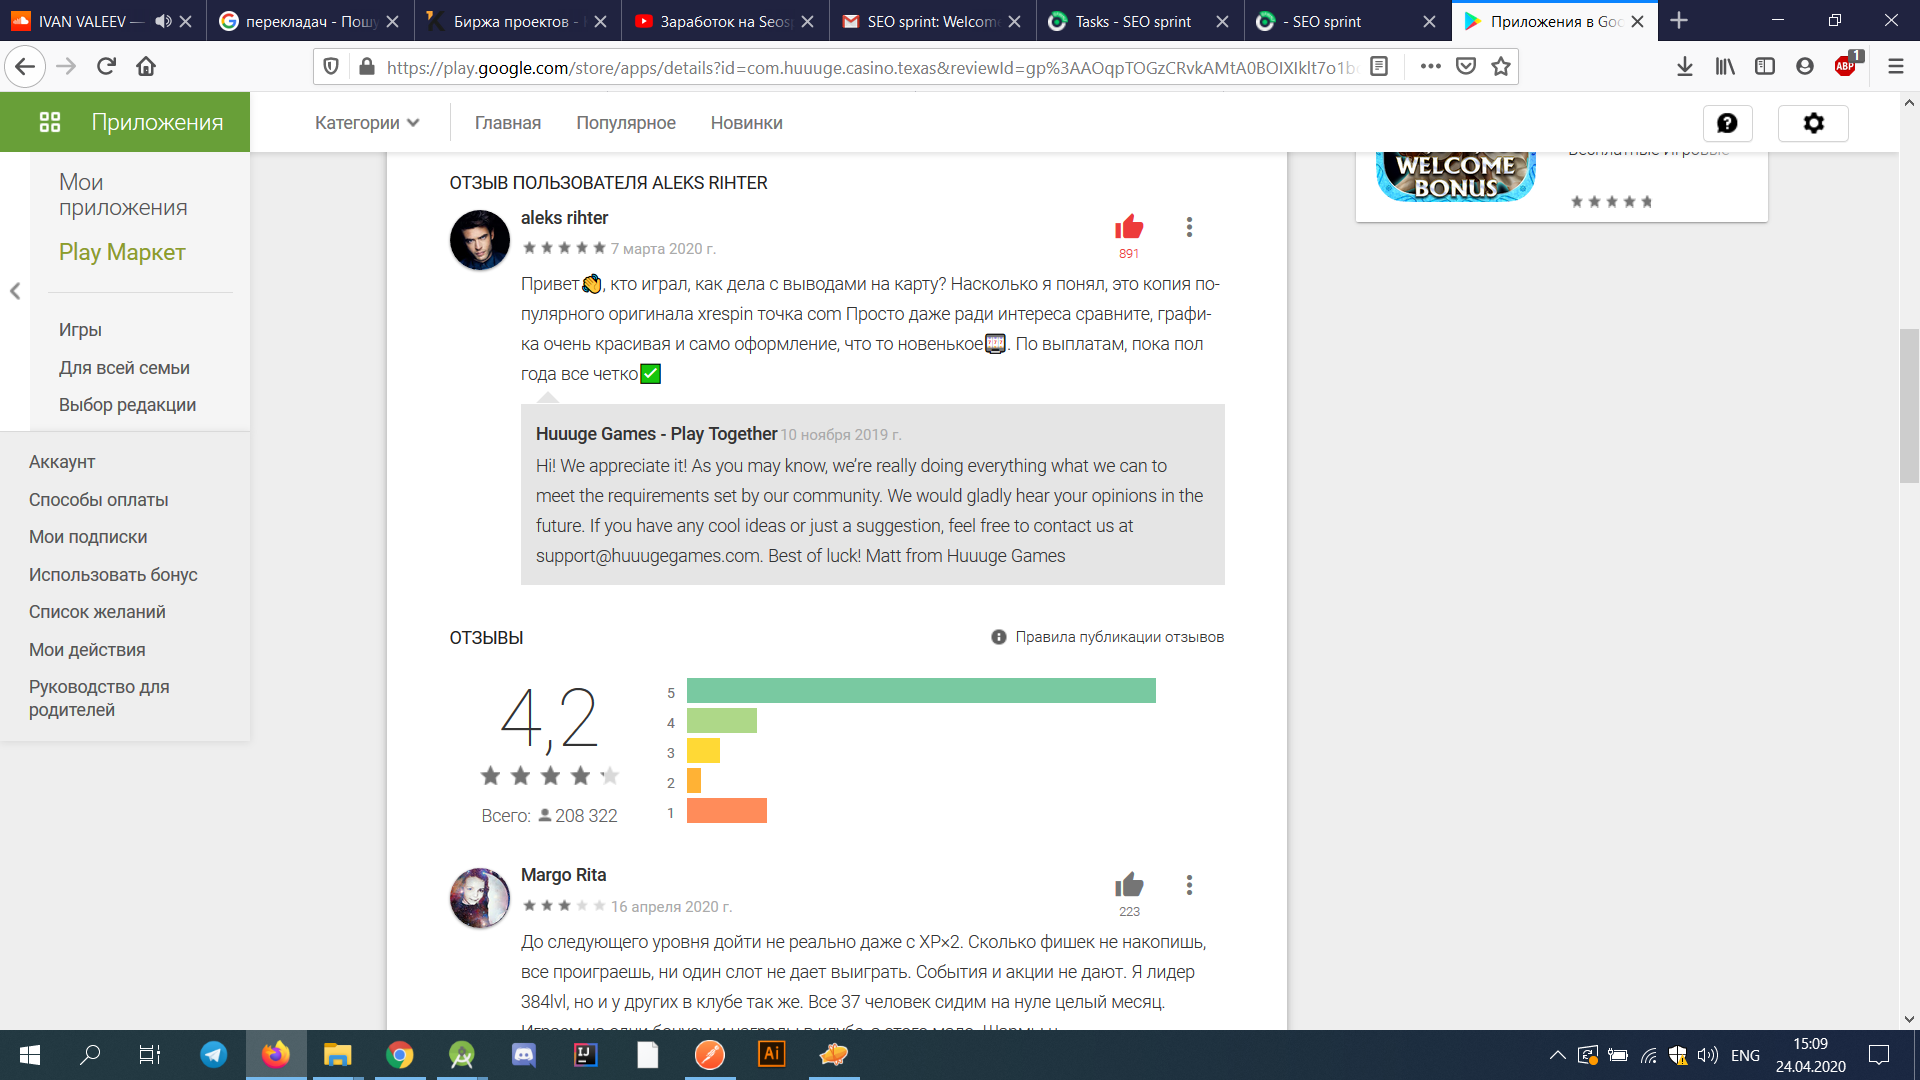 IVAN VALEEV —
перекладач - Пошу
Биржа проектов -
Заработок на Seos
SEO sprint: Welcom
Tasks - SEO sprint
- SEO sprint
Приложения в Goo
https://play.google.com/store/apps/details?id=com.huuuge.casino.texas&reviewId=gp%3AAOqpTOGzCRvkAMtA0BOIXIklt7o1b
ABP
1
Приложения
Категории
Главная
Популярное
Новинки
Мои
приложения
Play Маркет
Игры
Для всей семьи
Выбор редакции
Аккаунт
Способы оплаты
Мои подписки
Использовать бонус
Список желаний
Мои действия
Руководство для
родителей
WELCOME
BONUS
ОТЗЫВ ПОЛЬЗОВАТЕЛЯ ALEKS RIHTER
aleks rihter
7 марта 2020 г.
891
Привет👏, кто играл, как дела с выводами на карту? Насколько я понял, это копия по-
пулярного оригинала xrespin точка com Просто даже ради интереса сравните, графи-
ка очень красивая и само оформление, что то новенькое🎰. По выплатам, пока пол
года все четко✅
Huuuge Games - Play Together 10 ноября 2019 г.
Hi! We appreciate it! As you may know, we’re really doing everything what we can to
meet the requirements set by our community. We would gladly hear your opinions in the
future. If you have any cool ideas or just a suggestion, feel free to contact us at
support@huuugegames.com. Best of luck! Matt from Huuuge Games
ОТЗЫВЫ
Правила публикации отзывов
4,2
Всего: 208 322
5
4
3
2
1
Margo Rita
16 апреля 2020 г.
223
До следующего уровня дойти не реально даже с XP×2. Сколько фишек не накопишь,
все проиграешь, ни один слот не дает выиграть. События и акции не дают. Я лидер
384lvl, но и у других в клубе так же. Все 37 человек сидим на нуле целый месяц.
ENG
15:09
24.04.2020